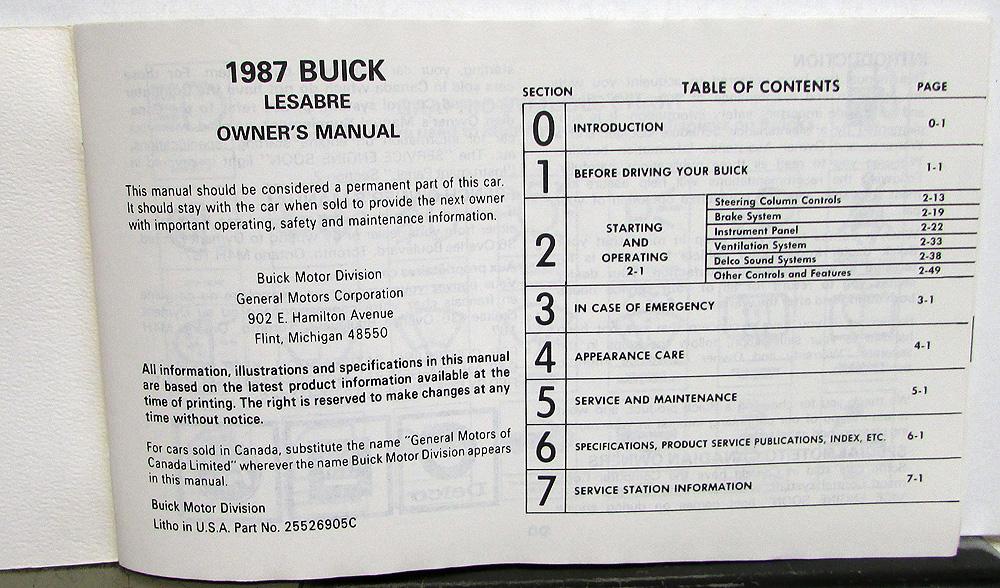 1987 BUICK
LESABRE
OWNER'S MANUAL
This manual should be considered a permanent part of this car.
It should stay with the car when sold to provide the next owner
with important operating, safety and maintenance information.
Buick Motor Division
General Motors Corporation
902 E. Hamilton Avenue
Flint, Michigan 48550
All information, illustrations and specifications in this manual
are based on the latest product information available at the
time of printing. The right is reserved to make changes at any
time without notice.
For cars sold in Canada, substitute the name "General Motors of
Canada Limited" wherever the name Buick Motor Division appears
in this manual.
Buick Motor Division
Litho in U.S.A. Part No. 25526905C
SECTION TABLE OF CONTENTS PAGE
0 INTRODUCTION 0-1
1 BEFORE DRIVING YOUR BUICK 1-1
2 STARTING AND OPERATING 2-1
Steering Column Controls 2-13
Brake System 2-19
Instrument Panel 2-22
Ventilation System 2-33
Delco Sound Systems 2-38
Other Controls and Features 2-49
3 IN CASE OF EMERGENCY 3-1
4 APPEARANCE CARE 4-1
5 SERVICE AND MAINTENANCE 5-1
6 SPECIFICATIONS, PRODUCT SERVICE PUBLICATIONS, INDEX, ETC. 6-1
7 SERVICE STATION INFORMATION 7-1